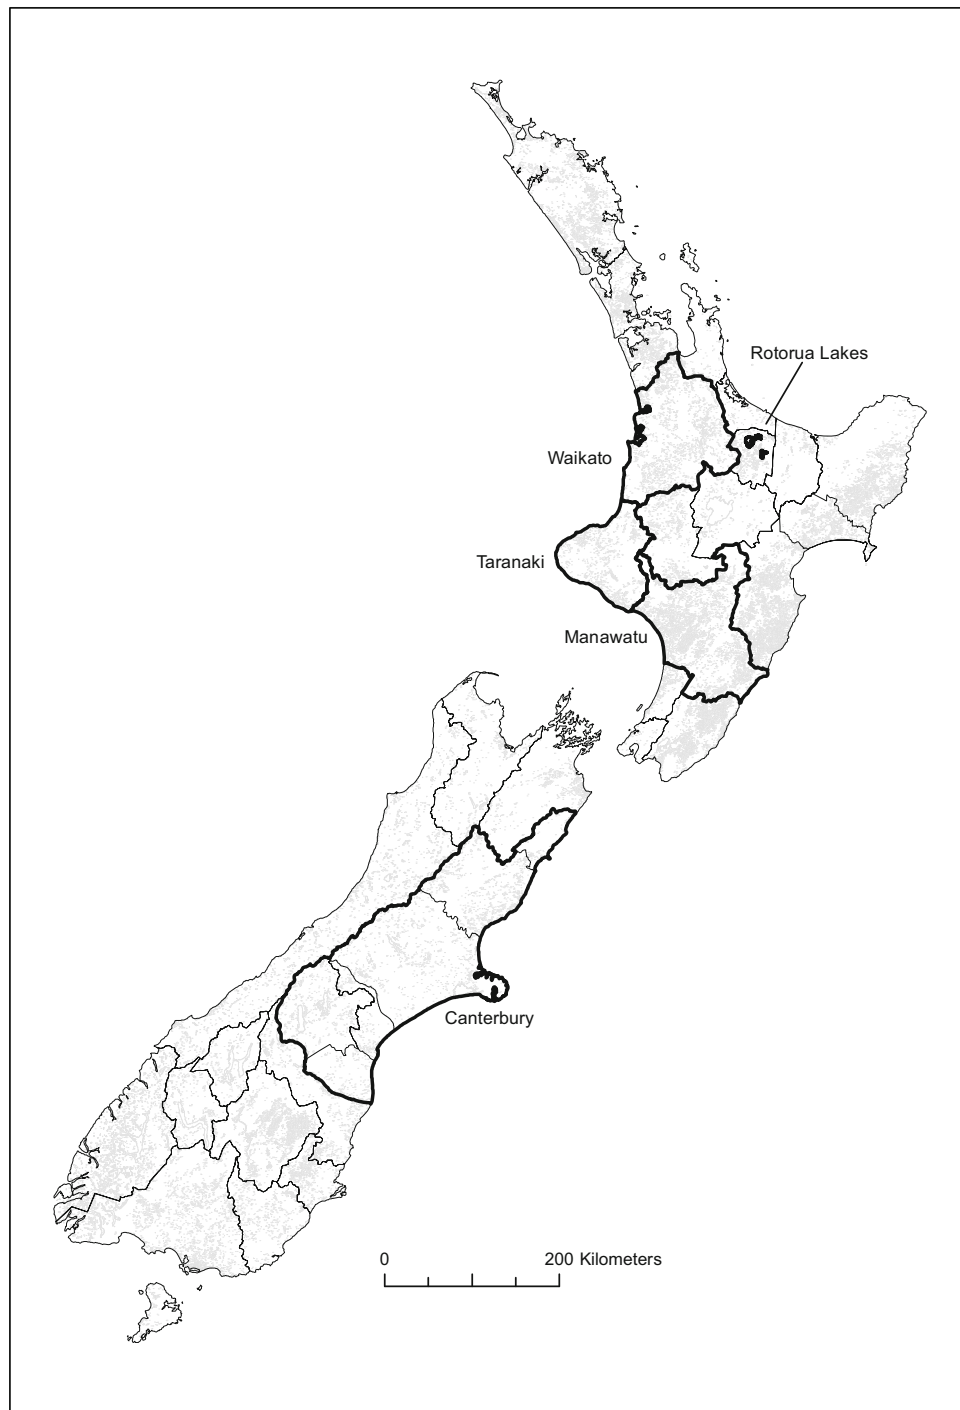 Rotorua Lakes
Waikato
Taranaki
Manawatu
Canterbury
0 200 Kilometers